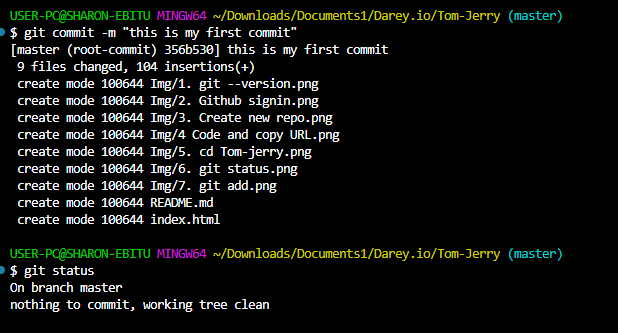 USER-PC@SHARON-EBITU MINGW64 ~/Downloads/Documents1/Darey.io/Tom-Jerry (master)
$ git commit -m "this is my first commit"
[master (root-commit) 356b530] this is my first commit
 9 files changed, 104 insertions(+)
 create mode 100644 Img/1. git --version.png
 create mode 100644 Img/2. Github signin.png
 create mode 100644 Img/3. Create new repo.png
 create mode 100644 Img/4 Code and copy URL.png
 create mode 100644 Img/5. cd Tom-jerry.png
 create mode 100644 Img/6. git status.png
 create mode 100644 Img/7. git add.png
 create mode 100644 README.md
 create mode 100644 index.html
USER-PC@SHARON-EBITU MINGW64 ~/Downloads/Documents1/Darey.io/Tom-Jerry (master)
$ git status
On branch master
nothing to commit, working tree clean